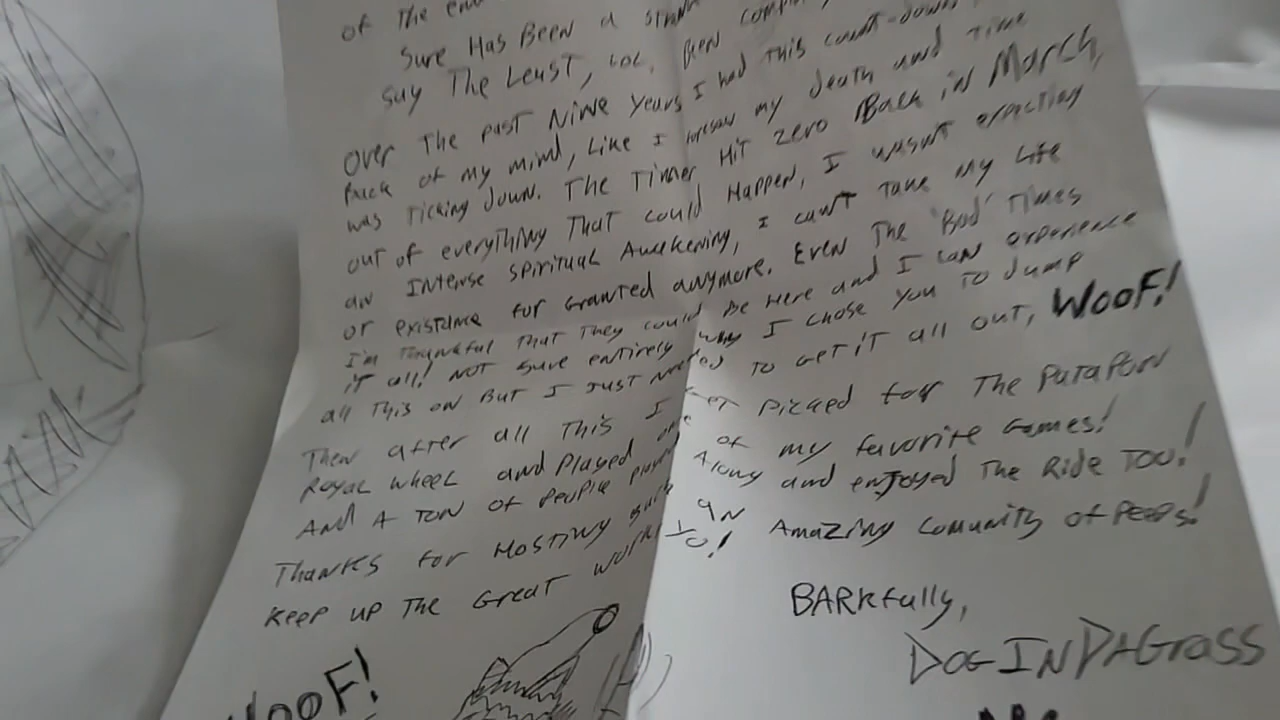 of The
Sure Has Been a
say The Least, LOL, Been
Over The past Nine years I had this count-down
Back of my mind, Like I foresaw my death and Time
was Ticking Down. The Timer Hit zero Back in March,
out of everything That could Happen, I wasn't expecting
an Intense Spiritual Awakening, I can't Take my Life
or existance for Granted anymore. Even The 'Bad' Times
I'm Thankful That They could Be Here and I can experience
it all! Not Sure entirely why I chose you To dump
all This on But I Just needed To Get it all out, WooF!
Then after all This I Get Picked for The Patapon
Royal Wheel and Played one of my favorite Games!
And A Ton of People played Along and enjoyed The Ride Too!
Thanks for Hosting such an Amazing Comunity of Peeps!
Keep up The Great work!
BARKfully,
DOGINDAGrass
WooF!